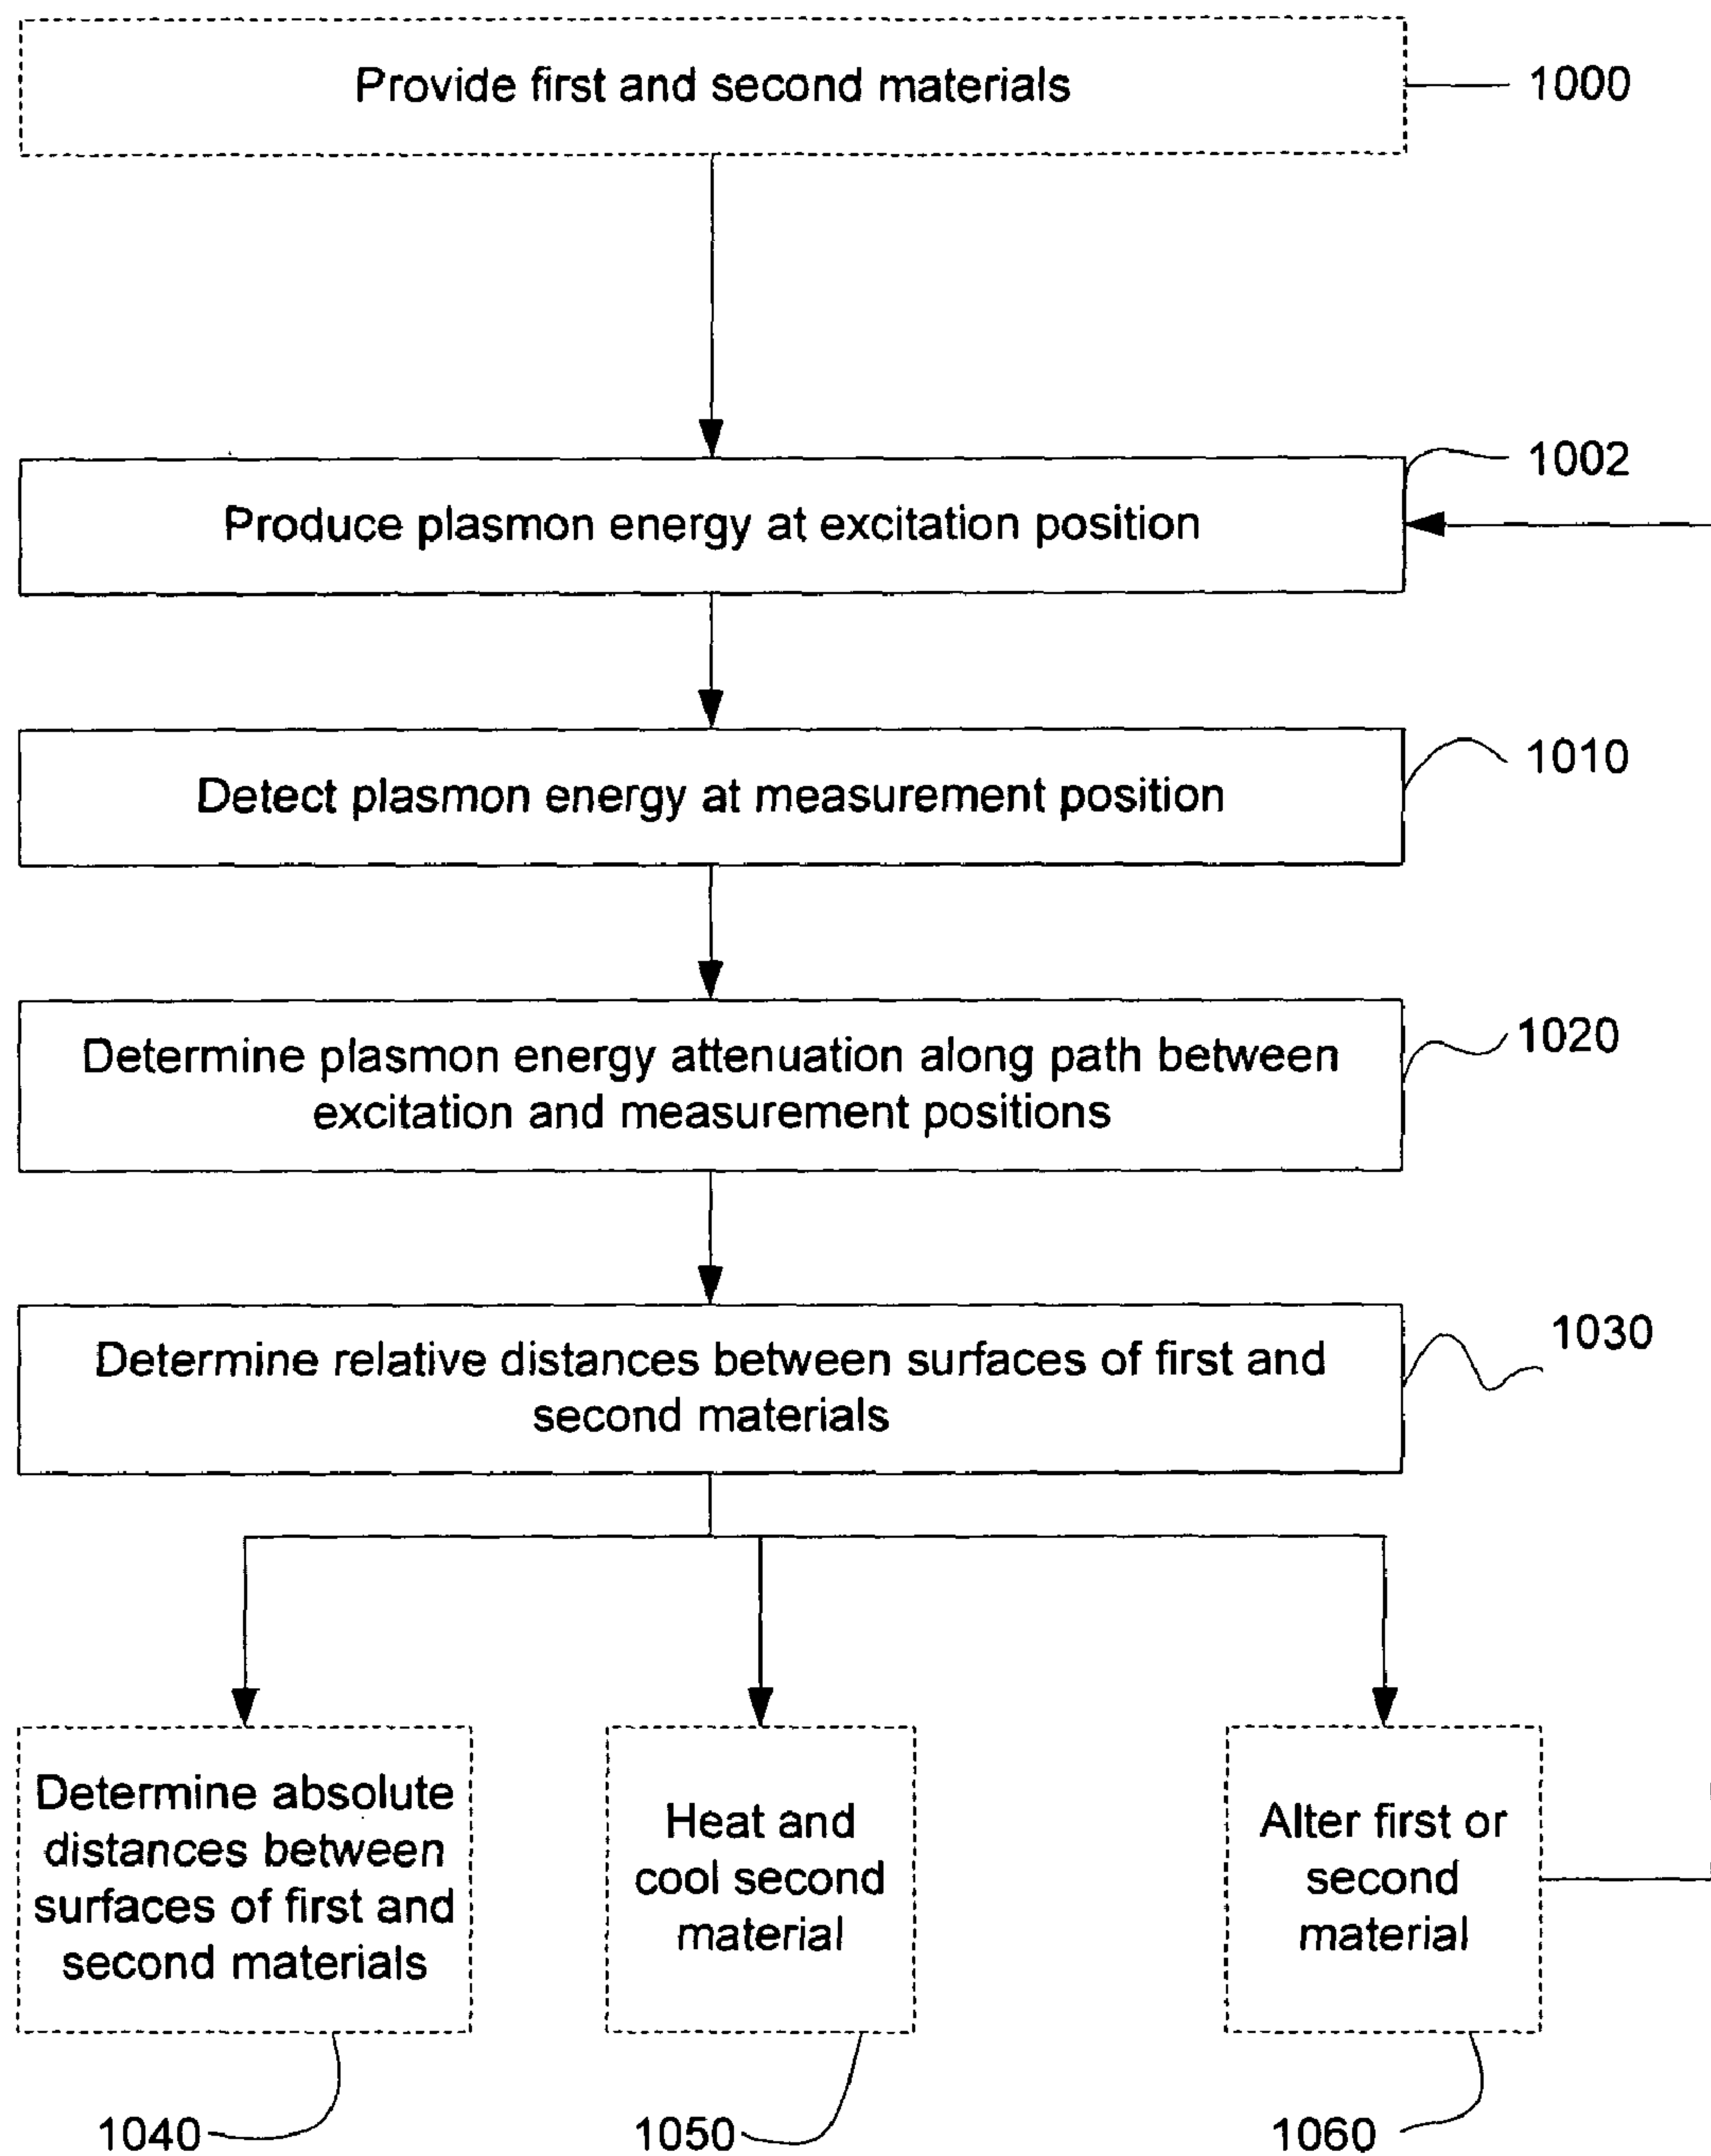 Provide first and second materials
1000
1002
Produce plasmon energy at excitation position
1010
Detect plasmon energy at measurement position
1020
Determine plasmon energy attenuation along path between
excitation and measurement positions
1030
Determine relative distances between surfaces of first and
second materials
Determine absolute
distances between
surfaces of first and
second materials
Heat and
cool second
material
Alter first or
second
material
1040
1050
1060